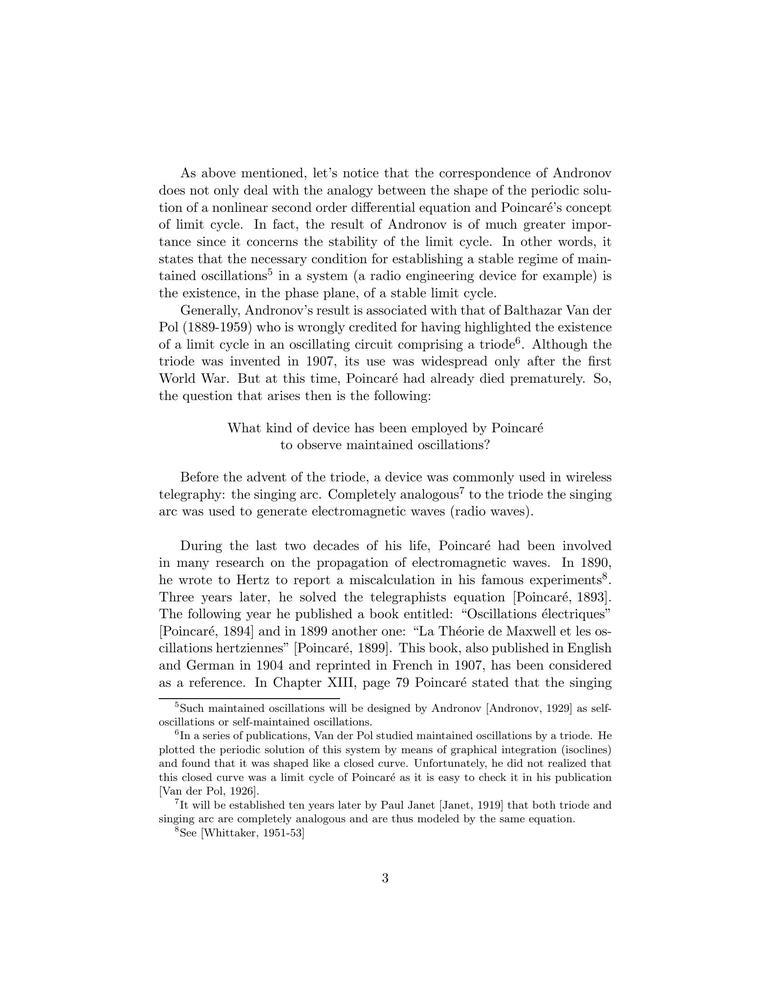 As above mentioned, let's notice that the correspondence of Andronov
does not only deal with the analogy between the shape of the periodic solu-
tion of a nonlinear second order differential equation and Poincaré's concept
of limit cycle. In fact, the result of Andronov is of much greater impor-
tance since it concerns the stability of the limit cycle. In other words, it
states that the necessary condition for establishing a stable regime of main-
tained oscillations⁵ in a system (a radio engineering device for example) is
the existence, in the phase plane, of a stable limit cycle.
Generally, Andronov's result is associated with that of Balthazar Van der
Pol (1889-1959) who is wrongly credited for having highlighted the existence
of a limit cycle in an oscillating circuit comprising a triode⁶. Although the
triode was invented in 1907, its use was widespread only after the first
World War. But at this time, Poincaré had already died prematurely. So,
the question that arises then is the following:
What kind of device has been employed by Poincaré
to observe maintained oscillations?
Before the advent of the triode, a device was commonly used in wireless
telegraphy: the singing arc. Completely analogous⁷ to the triode the singing
arc was used to generate electromagnetic waves (radio waves).
During the last two decades of his life, Poincaré had been involved
in many research on the propagation of electromagnetic waves. In 1890,
he wrote to Hertz to report a miscalculation in his famous experiments⁸.
Three years later, he solved the telegraphists equation [Poincaré, 1893].
The following year he published a book entitled: “Oscillations électriques”
[Poincaré, 1894] and in 1899 another one: “La Théorie de Maxwell et les os-
cillations hertziennes” [Poincaré, 1899]. This book, also published in English
and German in 1904 and reprinted in French in 1907, has been considered
as a reference. In Chapter XIII, page 79 Poincaré stated that the singing
⁵Such maintained oscillations will be designed by Andronov [Andronov, 1929] as self-
oscillations or self-maintained oscillations.
⁶In a series of publications, Van der Pol studied maintained oscillations by a triode. He
plotted the periodic solution of this system by means of graphical integration (isoclines)
and found that it was shaped like a closed curve. Unfortunately, he did not realized that
this closed curve was a limit cycle of Poincaré as it is easy to check it in his publication
[Van der Pol, 1926].
⁷It will be established ten years later by Paul Janet [Janet, 1919] that both triode and
singing arc are completely analogous and are thus modeled by the same equation.
⁸See [Whittaker, 1951-53]
3